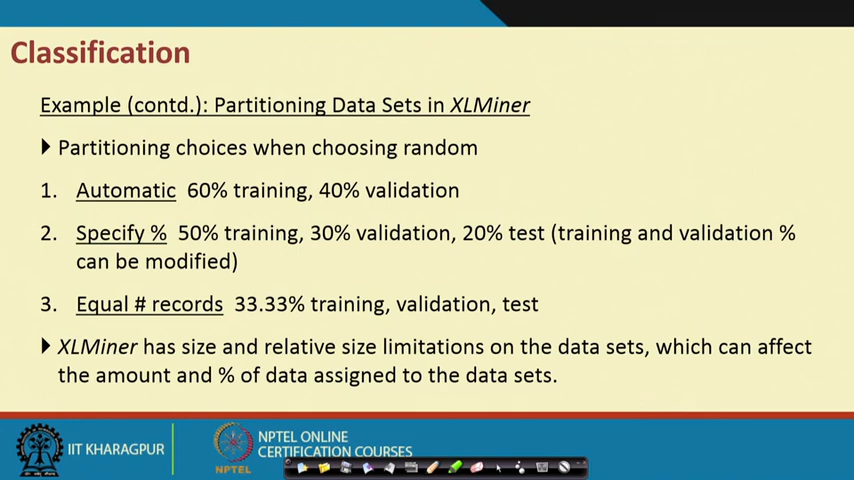 Classification
Example (contd.): Partitioning Data Sets in XLMiner
Partitioning choices when choosing random
1. Automatic 60% training, 40% validation
2. Specify % 50% training, 30% validation, 20% test (training and validation %
can be modified)
3. Equal # records 33.33% training, validation, test
XLMiner has size and relative size limitations on the data sets, which can affect
the amount and % of data assigned to the data sets.
IIT KHARAGPUR
NPTEL
NPTEL ONLINE
CERTIFICATION COURSES